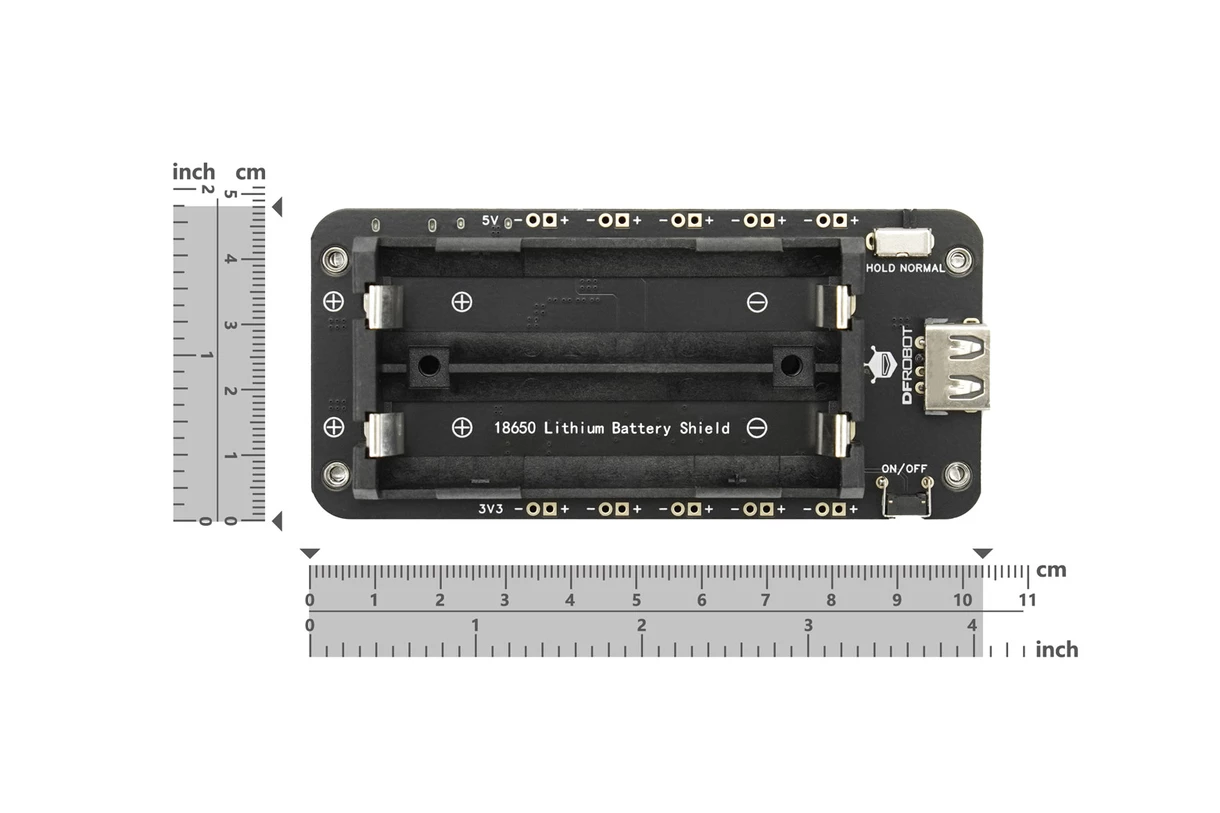 inch cm
2 5
4
3
1
2
1
0 0
5V - + - + - + - + - +
HOLD NORMAL
DFROBOT
18650 Lithium Battery Shield
ON/OFF
3V3 - + - + - + - + - +
cm
0 1 2 3 4 5 6 7 8 9 10 11
0 1 2 3 4
inch